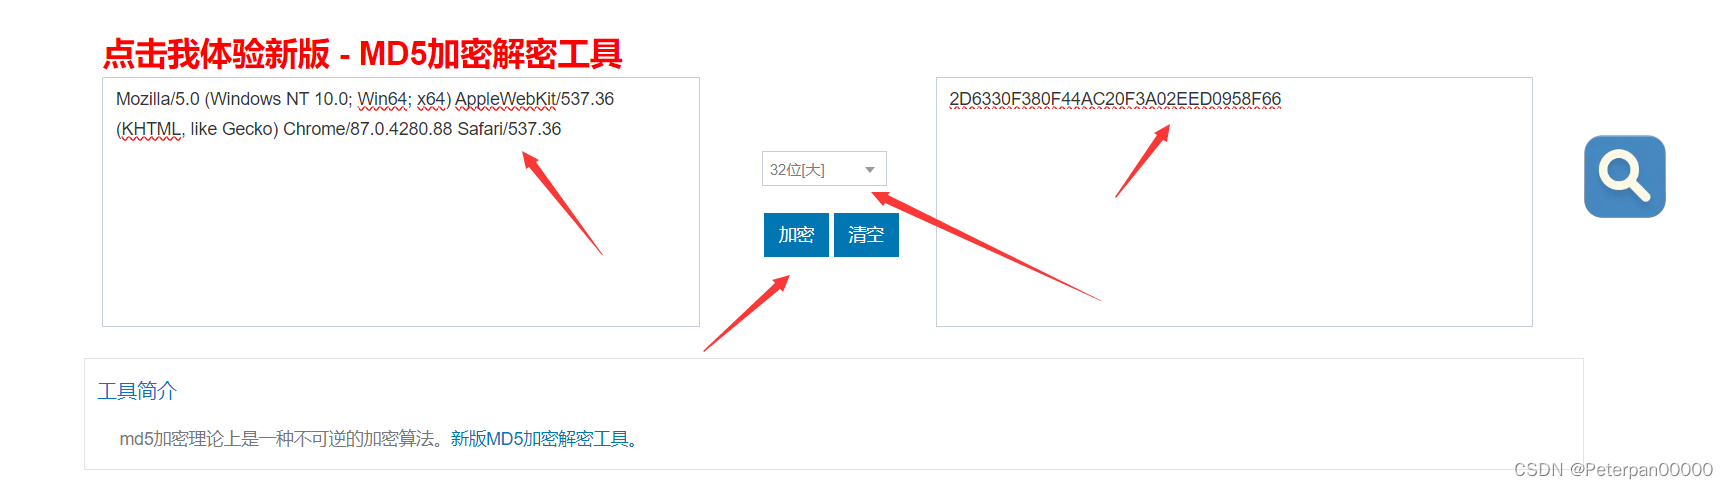 点击我体验新版 - MD5加密解密工具
Mozilla/5.0 (Windows NT 10.0; Win64; x64) AppleWebKit/537.36
(KHTML, like Gecko) Chrome/87.0.4280.88 Safari/537.36
2D6330F380F44AC20F3A02EED0958F66
32位[大]
加密 清空
工具简介
md5加密理论上是一种不可逆的加密算法。新版MD5加密解密工具。
CSDN @Peterpan00000